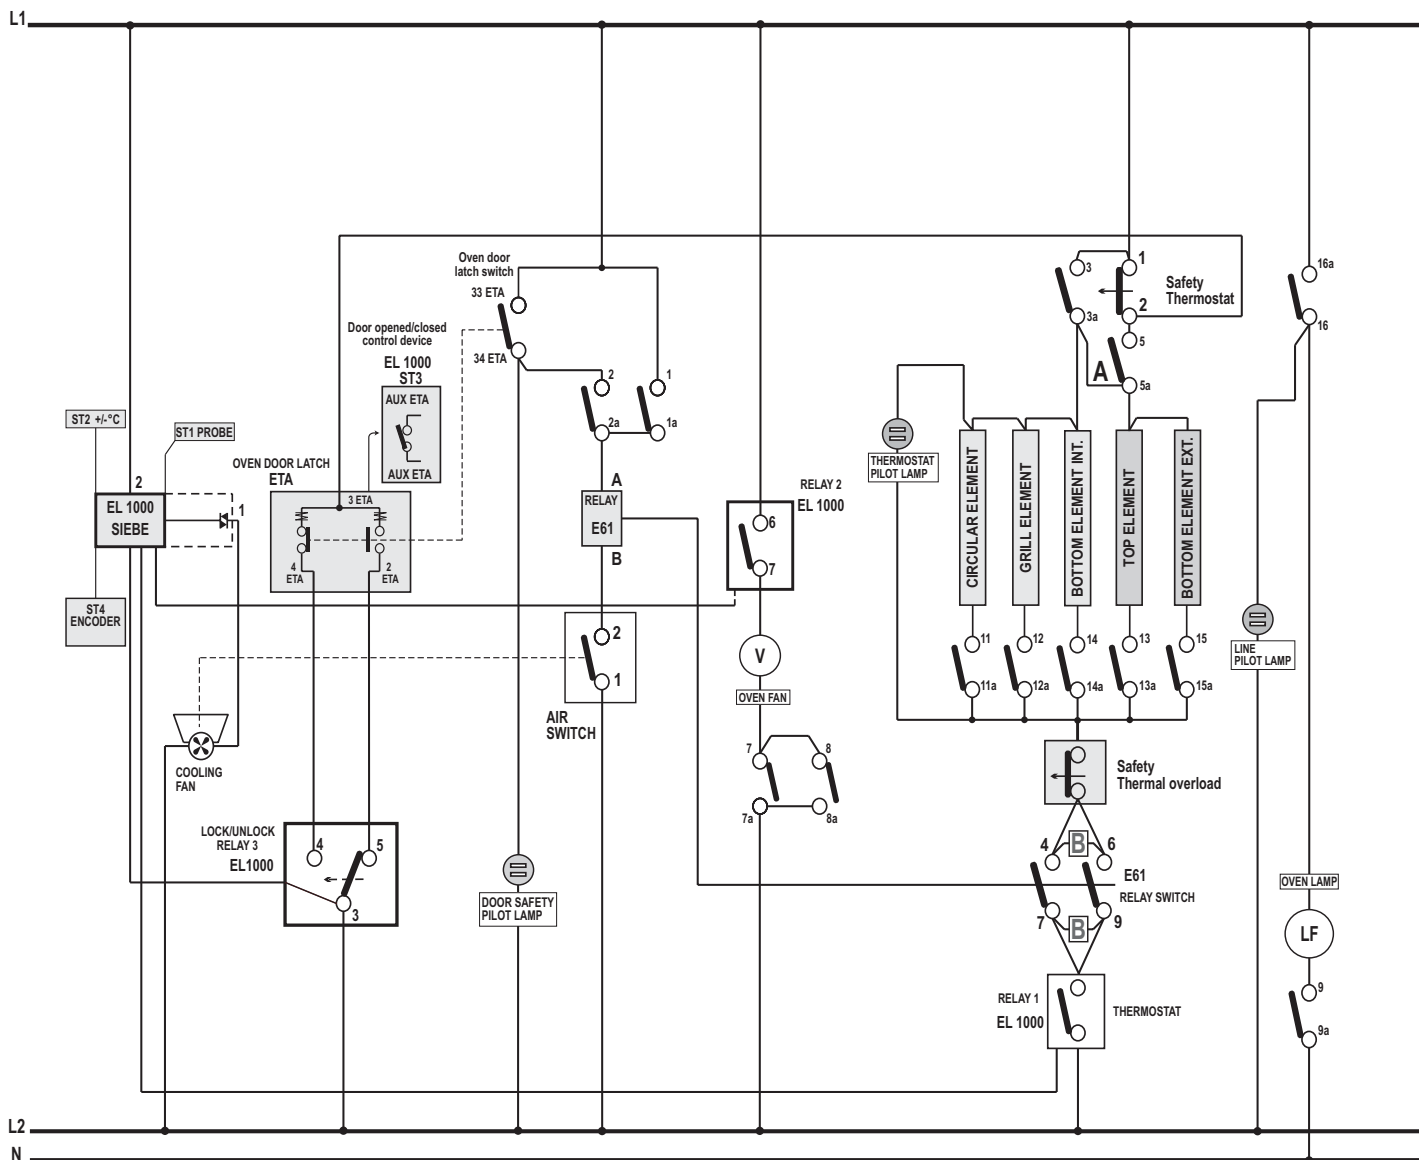 L1
16a
16
Oven door
latch switch
33 ETA
34 ETA
3
3a
1
2
Safety
Thermostat
5
5a
A
Door opened/closed
control device
EL 1000
ST3
AUX ETA
AUX ETA
2
2a
1
1a
ST2 +/-°C
ST1 PROBE
OVEN DOOR LATCH
ETA
3 ETA
4
ETA
2
ETA
2
EL 1000
SIEBE
1
ST4
ENCODER
A
RELAY
E61
B
RELAY 2
EL 1000
6
7
THERMOSTAT
PILOT LAMP
CIRCULAR ELEMENT
GRILL ELEMENT
BOTTOM ELEMENT INT.
TOP ELEMENT
BOTTOM ELEMENT EXT.
11
11a
12
12a
14
14a
13
13a
15
15a
LINE
PILOT LAMP
2
1
AIR
SWITCH
V
OVEN FAN
7
7a
8
8a
COOLING
FAN
Safety
Thermal overload
LOCK/UNLOCK
RELAY 3
EL1000
4
5
3
DOOR SAFETY
PILOT LAMP
4
B
6
E61
RELAY SWITCH
7
B
9
OVEN LAMP
LF
9
9a
RELAY 1
EL 1000
THERMOSTAT
L2
N